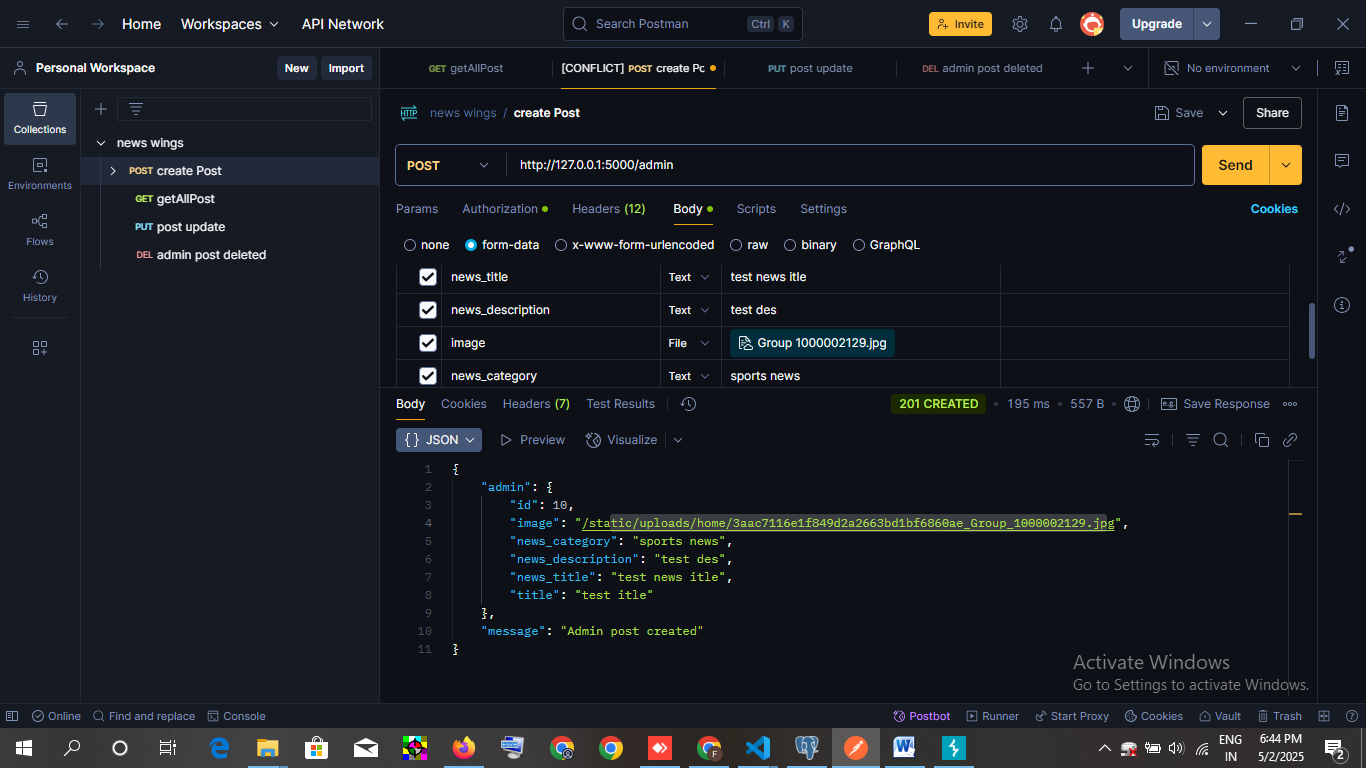 Home Workspaces API Network Search Postman Ctrl K Invite Upgrade
Personal Workspace New Import GET getAllPost [CONFLICT] POST create Pc PUT post update DEL admin post deleted No environment
Collections
Environments
Flows
History
news wings
POST create Post
GET getAllPost
PUT post update
DEL admin post deleted
HTTP news wings / create Post Save Share
POST http://127.0.0.1:5000/admin Send
Params Authorization Headers (12) Body Scripts Settings Cookies
none form-data x-www-form-urlencoded raw binary GraphQL
news_title Text test news itle
news_description Text test des
image File Group 1000002129.jpg
news_category Text sports news
Body Cookies Headers (7) Test Results 201 CREATED 195 ms 557 B e.g. Save Response
{ } JSON Preview Visualize
1 {
2 "admin": {
3 "id": 10,
4 "image": "/static/uploads/home/3aac7116e1f849d2a2663bd1bf6860ae_Group_1000002129.jpg",
5 "news_category": "sports news",
6 "news_description": "test des",
7 "news_title": "test news itle",
8 "title": "test itle"
9 },
10 "message": "Admin post created"
11 }
Activate Windows
Go to Settings to activate Windows.
Online Find and replace Console Postbot Runner Start Proxy Cookies Vault Trash
ENG 6:44 PM
IN 5/2/2025 2